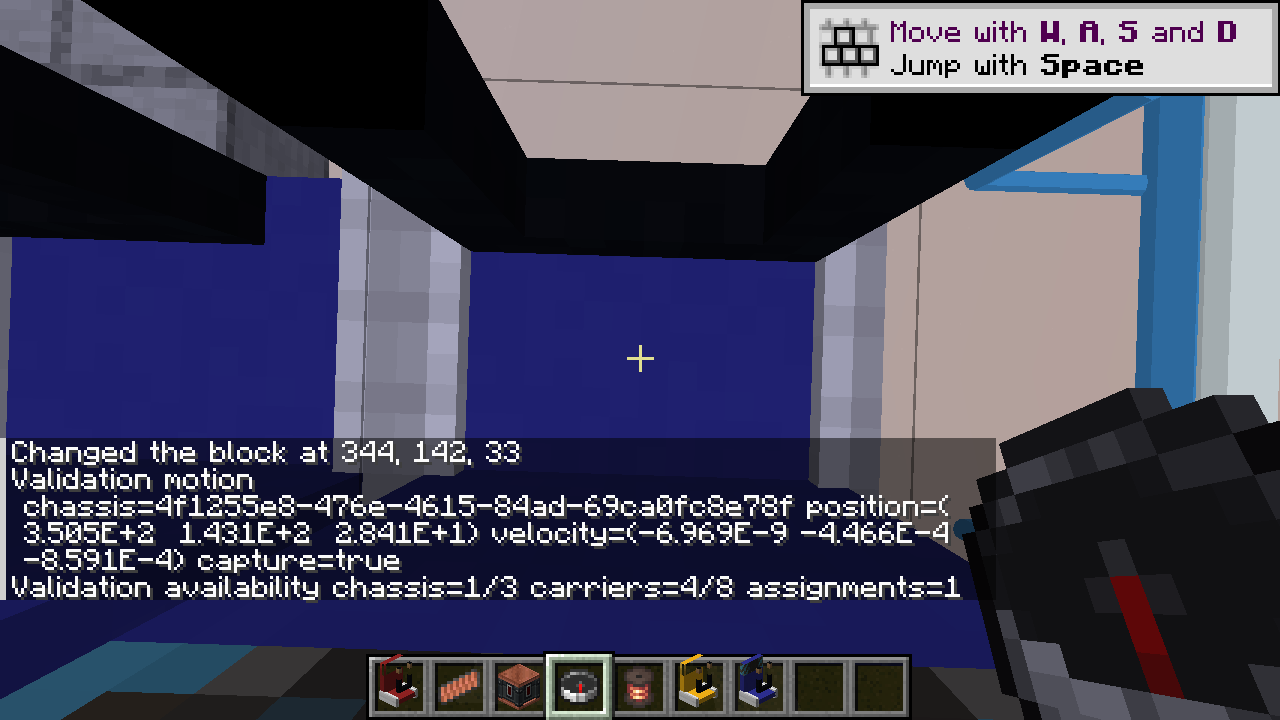 Move with W, A, S and D
Jump with Space
Changed the block at 344, 142, 33
Validation motion
chassis=4f1255e8-476e-4615-84ad-69ca0fc8e78f position=(
3.505E+2  1.431E+2  2.841E+1) velocity=(-6.969E-9 -4.466E-4
-8.591E-4) capture=true
Validation availability chassis=1/3 carriers=4/8 assignments=1